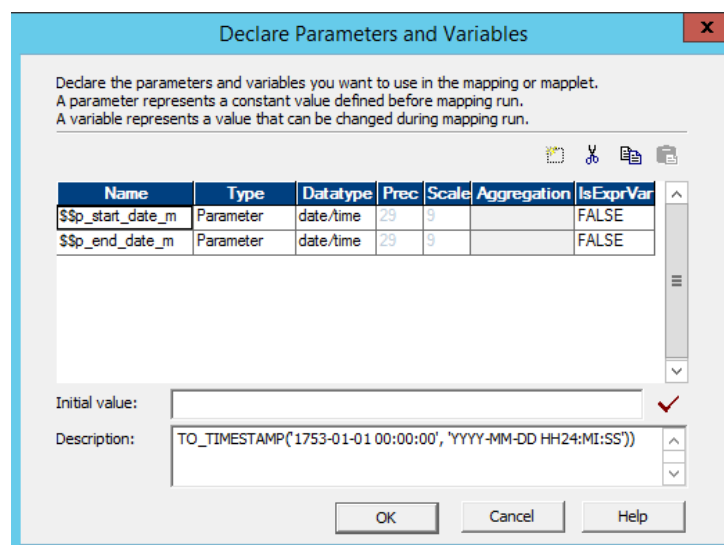 Declare Parameters and Variables
x
Declare the parameters and variables you want to use in the mapping or mapplet.
A parameter represents a constant value defined before mapping run.
A variable represents a value that can be changed during mapping run.
Name Type Datatype Prec Scale Aggregation IsExprVar
$$p_start_date_m Parameter date/time 29 9 FALSE
$$p_end_date_m Parameter date/time 29 9 FALSE
Initial value:
Description: TO_TIMESTAMP('1753-01-01 00:00:00', 'YYYY-MM-DD HH24:MI:SS'))
OK Cancel Help